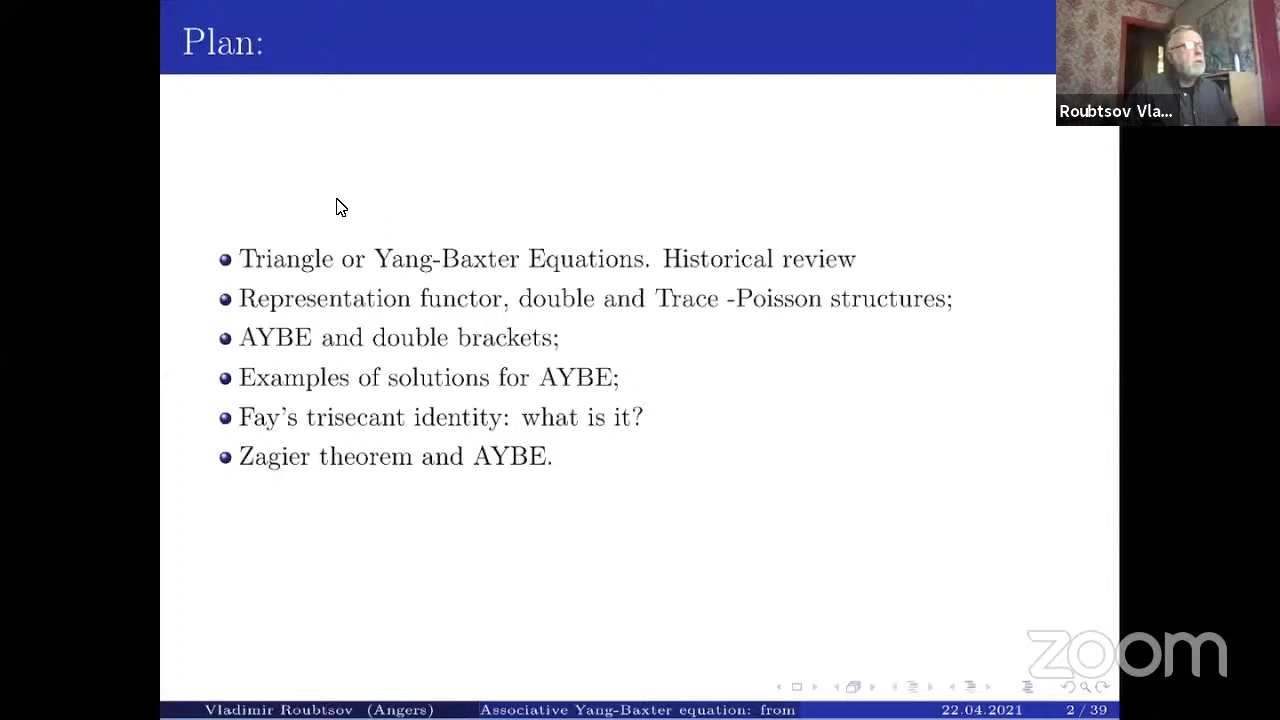 Plan:
Roubtsov Vla...
Triangle or Yang-Baxter Equations. Historical review
Representation functor, double and Trace -Poisson structures;
AYBE and double brackets;
Examples of solutions for AYBE;
Fay's trisecant identity: what is it?
Zagier theorem and AYBE.
zoom
Vladimir Roubtsov (Angers) Associative Yang-Baxter equation: from 22.04.2021 2 / 39